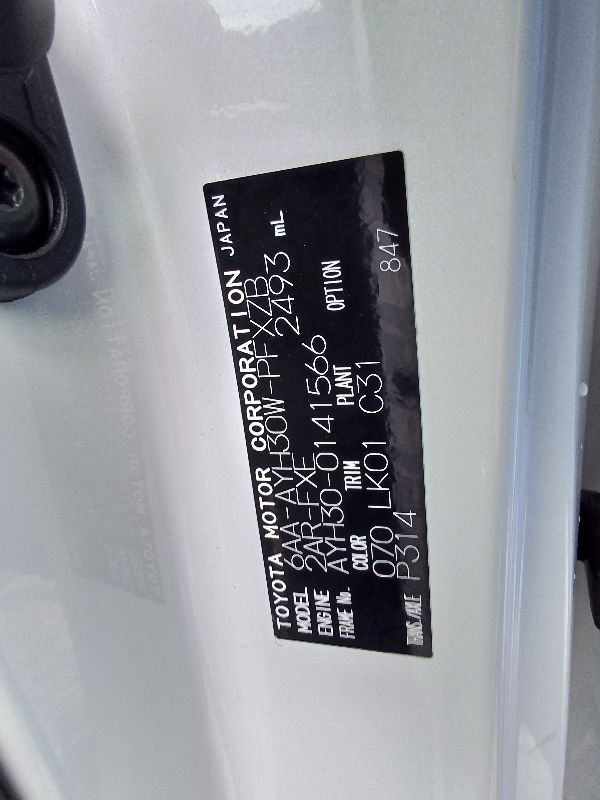 TOYOTA MOTOR CORPORATION JAPAN
MODEL 6AA-AYH30W-PFXZB
ENGINE 2AR-FXE 2493 mL
FRAME No. AYH30-0141566
COLOR TRIM PLANT OPTION
070 LK01 C31
TRANS/AXLE P314 847